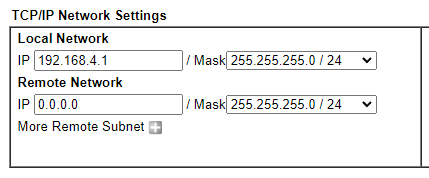 TCP/IP Network Settings
Local Network
IP 192.168.4.1 / Mask 255.255.255.0 / 24
Remote Network
IP 0.0.0.0 / Mask 255.255.255.0 / 24
More Remote Subnet